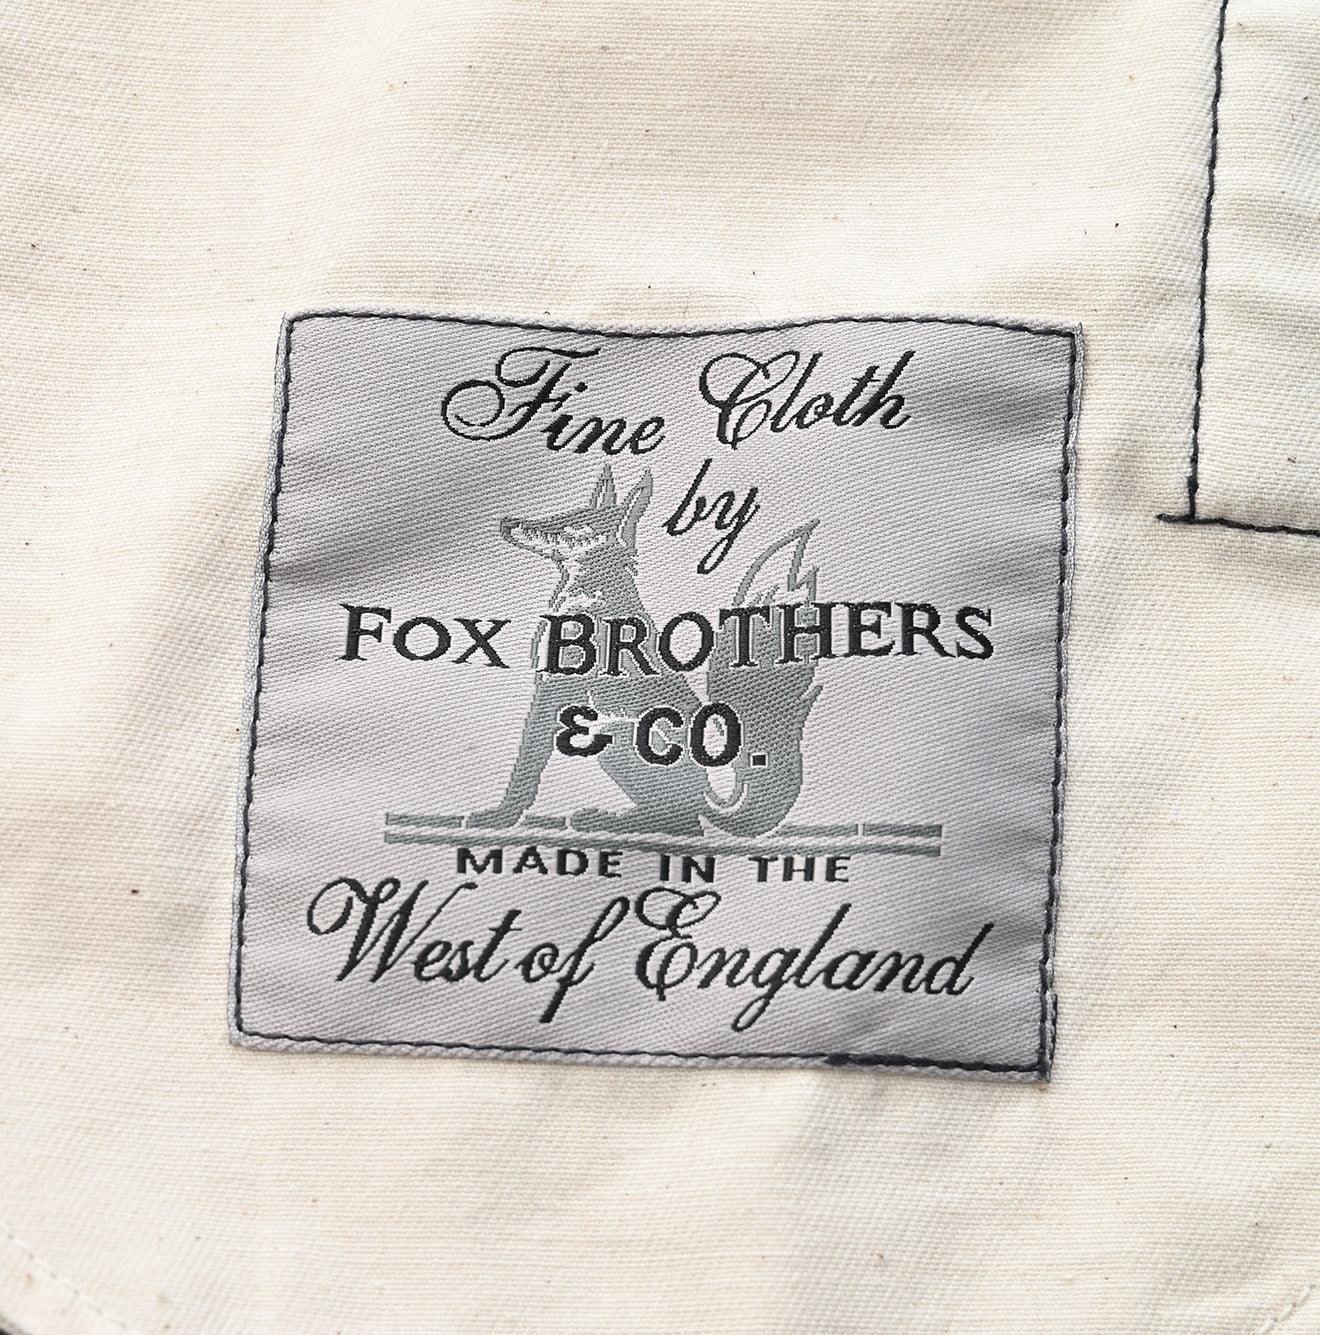 Fine Cloth
by
FOX BROTHERS
& CO.
MADE IN THE
West of England